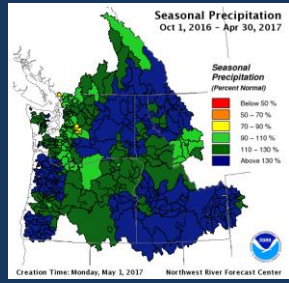 Seasonal Precipitation
Oct 1, 2016 – Apr 30, 2017
Seasonal
Precipitation
(Percent Normal)
Below 50 %
50 – 70 %
70 – 90 %
90 – 110 %
110 – 130 %
Above 130 %
noaa
Creation Time: Monday, May 1, 2017
Northwest River Forecast Center